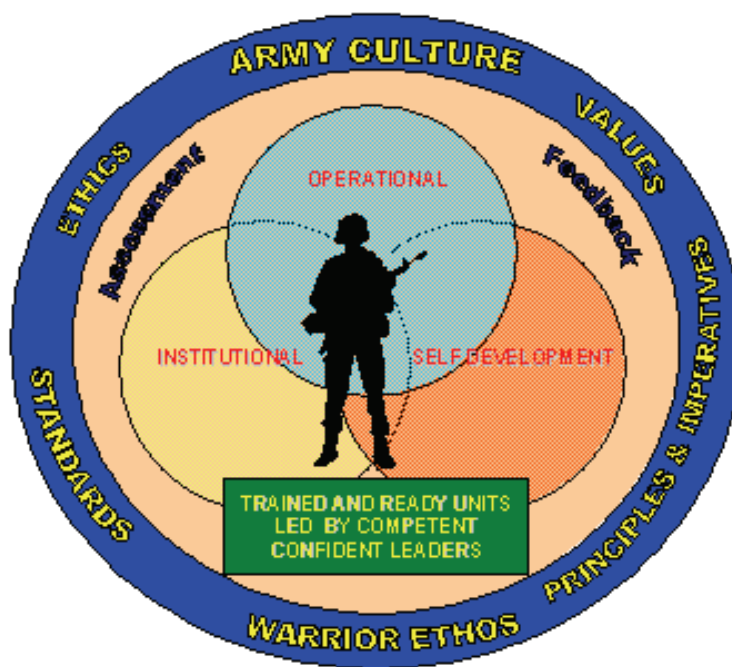 ARMY CULTURE
ETHICS
VALUES
Assessment
Feedback
OPERATIONAL
INSTITUTIONAL
SELF-DEVELOPMENT
STANDARDS
PRINCIPLES & IMPERATIVES
TRAINED AND READY UNITS
LED BY COMPETENT
CONFIDENT LEADERS
WARRIOR ETHOS